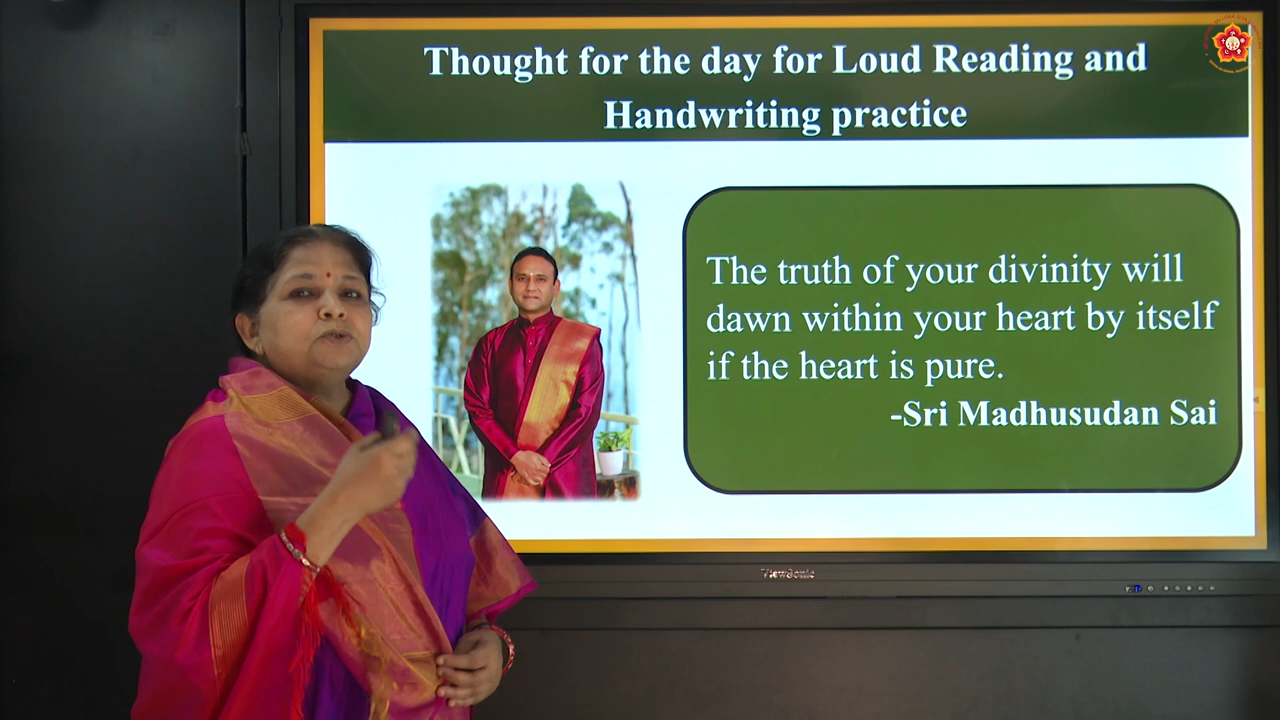 Thought for the day for Loud Reading and
Handwriting practice
The truth of your divinity will
dawn within your heart by itself
if the heart is pure.
-Sri Madhusudan Sai
ViewSonic